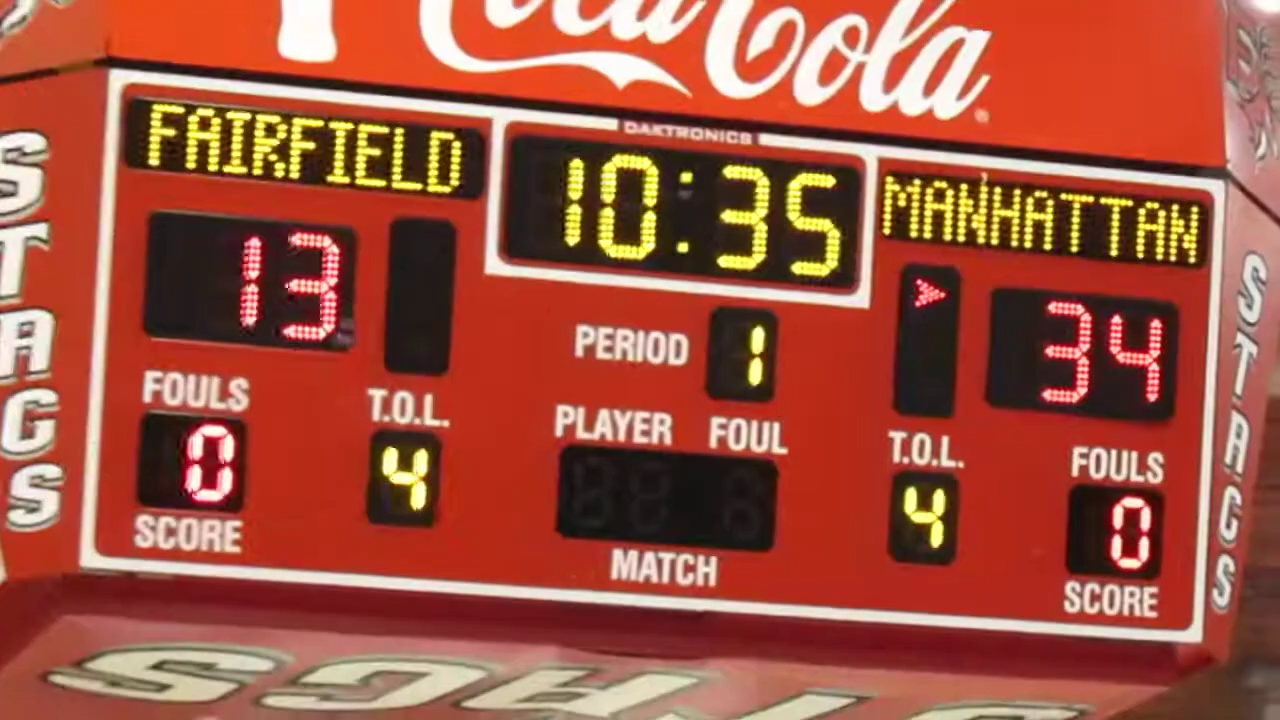 Coca-Cola®
DAKTRONICS
FAIRFIELD 10:35 MANHATTAN
13 34
PERIOD 1
FOULS T.O.L. PLAYER FOUL T.O.L. FOULS
0 4 4 0
SCORE MATCH SCORE
STAGS
STAGS
STAGS